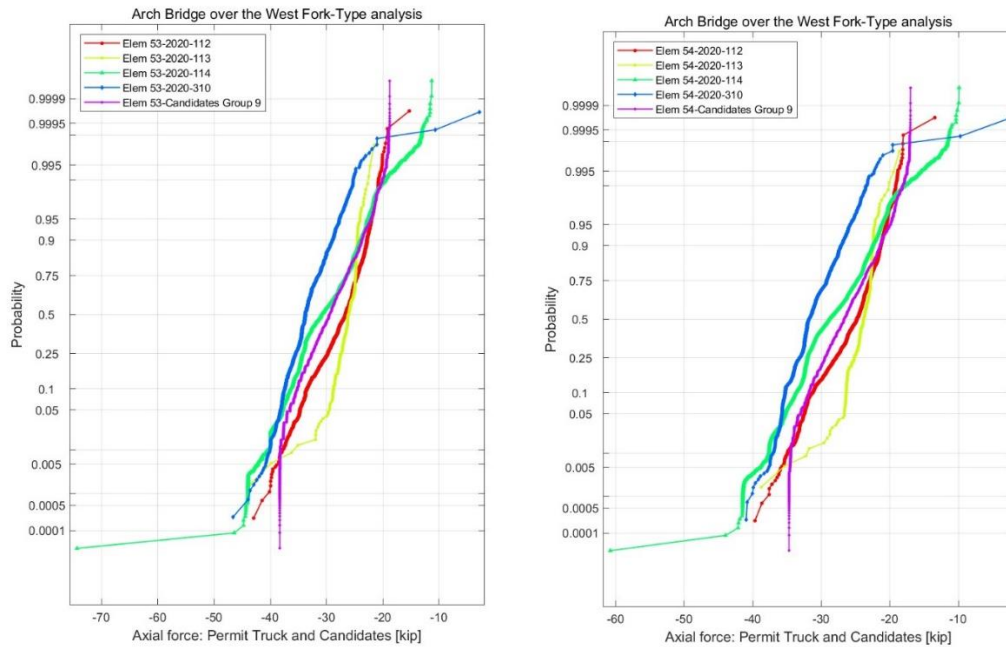 Arch Bridge over the West Fork-Type analysis
Elem 53-2020-112
Elem 53-2020-113
Elem 53-2020-114
Elem 53-2020-310
Elem 53-Candidates Group 9
0.9999
0.9995
0.995
0.95
0.9
0.75
0.5
0.25
0.1
0.05
0.005
0.0005
0.0001
Probability
-70 -60 -50 -40 -30 -20 -10
Axial force: Permit Truck and Candidates [kip]
Arch Bridge over the West Fork-Type analysis
Elem 54-2020-112
Elem 54-2020-113
Elem 54-2020-114
Elem 54-2020-310
Elem 54-Candidates Group 9
0.9999
0.9995
0.995
0.95
0.9
0.75
0.5
0.25
0.1
0.05
0.005
0.0005
0.0001
Probability
-60 -50 -40 -30 -20 -10
Axial force: Permit Truck and Candidates [kip]